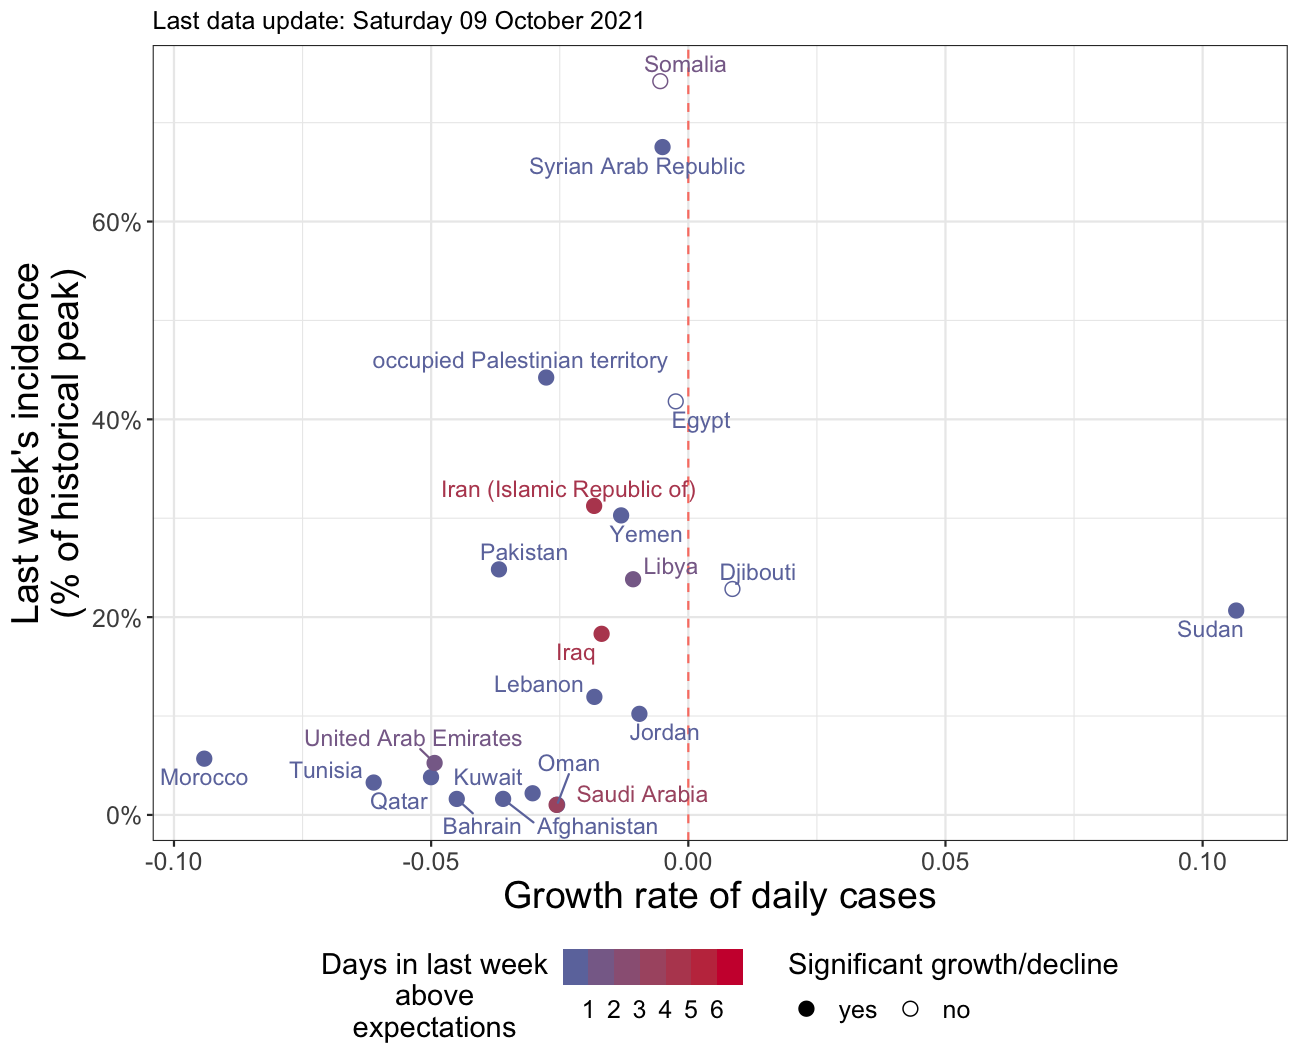 Last data update: Saturday 09 October 2021
Last week's incidence
(% of historical peak)
60%
40%
20%
0%
Somalia
Syrian Arab Republic
occupied Palestinian territory
Egypt
Iran (Islamic Republic of)
Yemen
Pakistan
Libya
Djibouti
Sudan
Iraq
Lebanon
Jordan
United Arab Emirates
Oman
Morocco
Tunisia
Kuwait
Qatar
Saudi Arabia
Bahrain
Afghanistan
-0.10
-0.05
0.00
0.05
0.10
Growth rate of daily cases
Days in last week
above
expectations
1 2 3 4 5 6
Significant growth/decline
yes
no